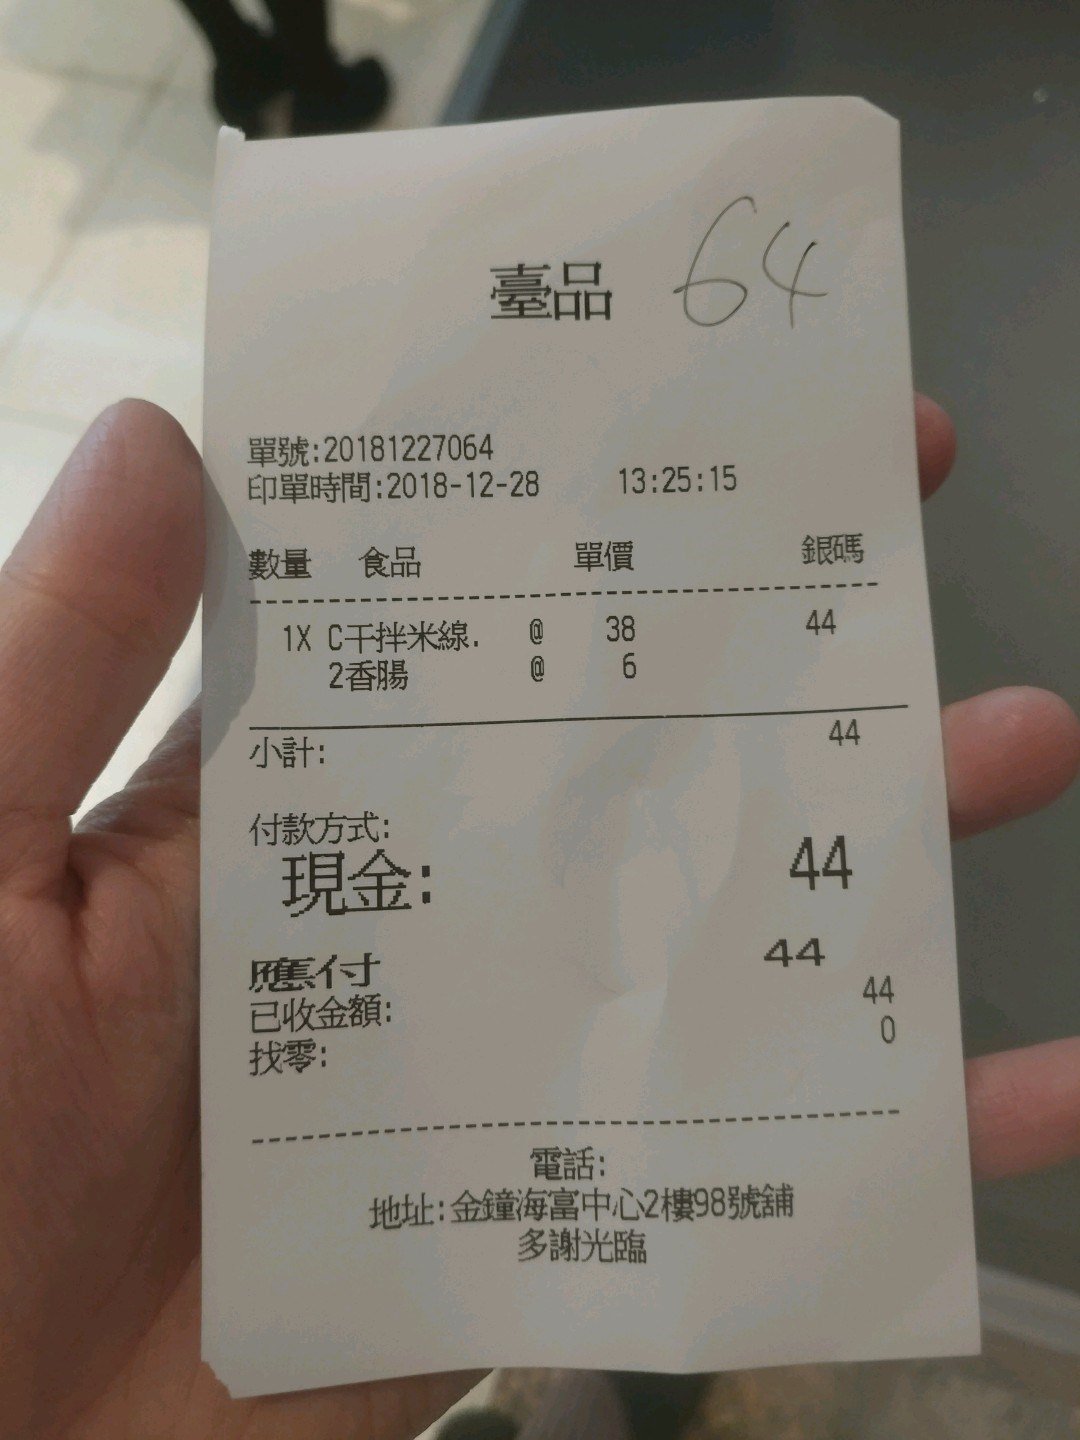 臺品 64
單號:20181227064
印單時間:2018-12-28 13:25:15
數量 食品 單價 銀碼
1X C干拌米線. @ 38 44
2香腸 @ 6
小計: 44
付款方式:
現金: 44
應付 44
已收金額: 44
找零: 0
電話:
地址:金鐘海富中心2樓98號舖
多謝光臨